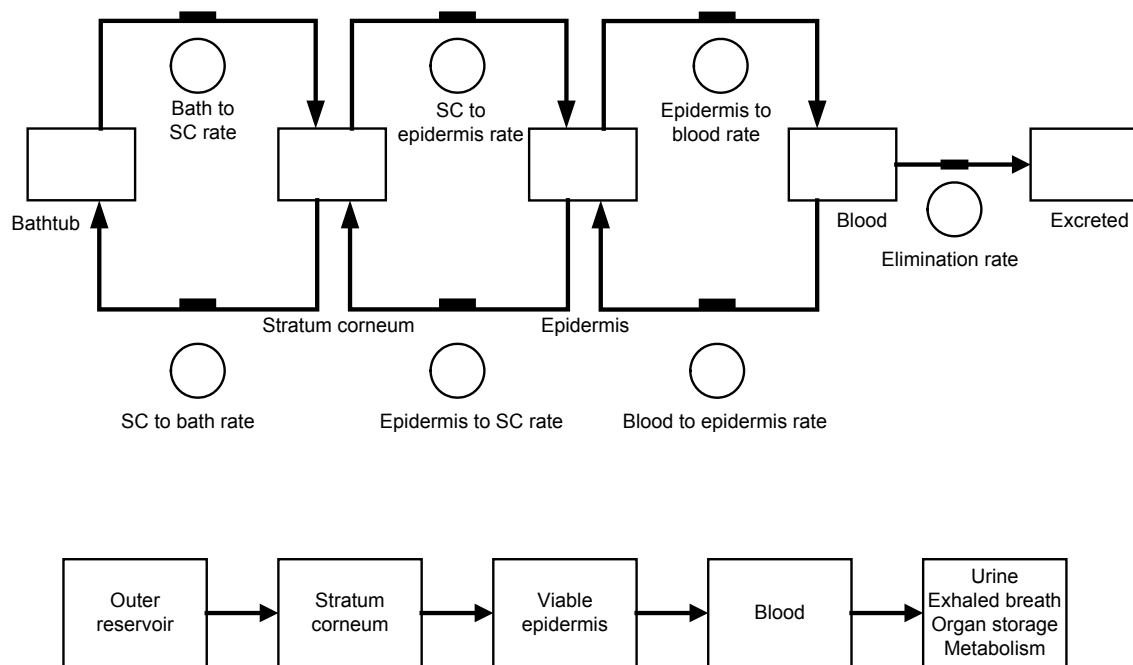 Bath to
SC rate
SC to
epidermis rate
Epidermis to
blood rate
Bathtub
Blood
Excreted
Elimination rate
Stratum corneum
Epidermis
SC to bath rate
Epidermis to SC rate
Blood to epidermis rate
Outer
reservoir
Stratum
corneum
Viable
epidermis
Blood
Urine
Exhaled breath
Organ storage
Metabolism